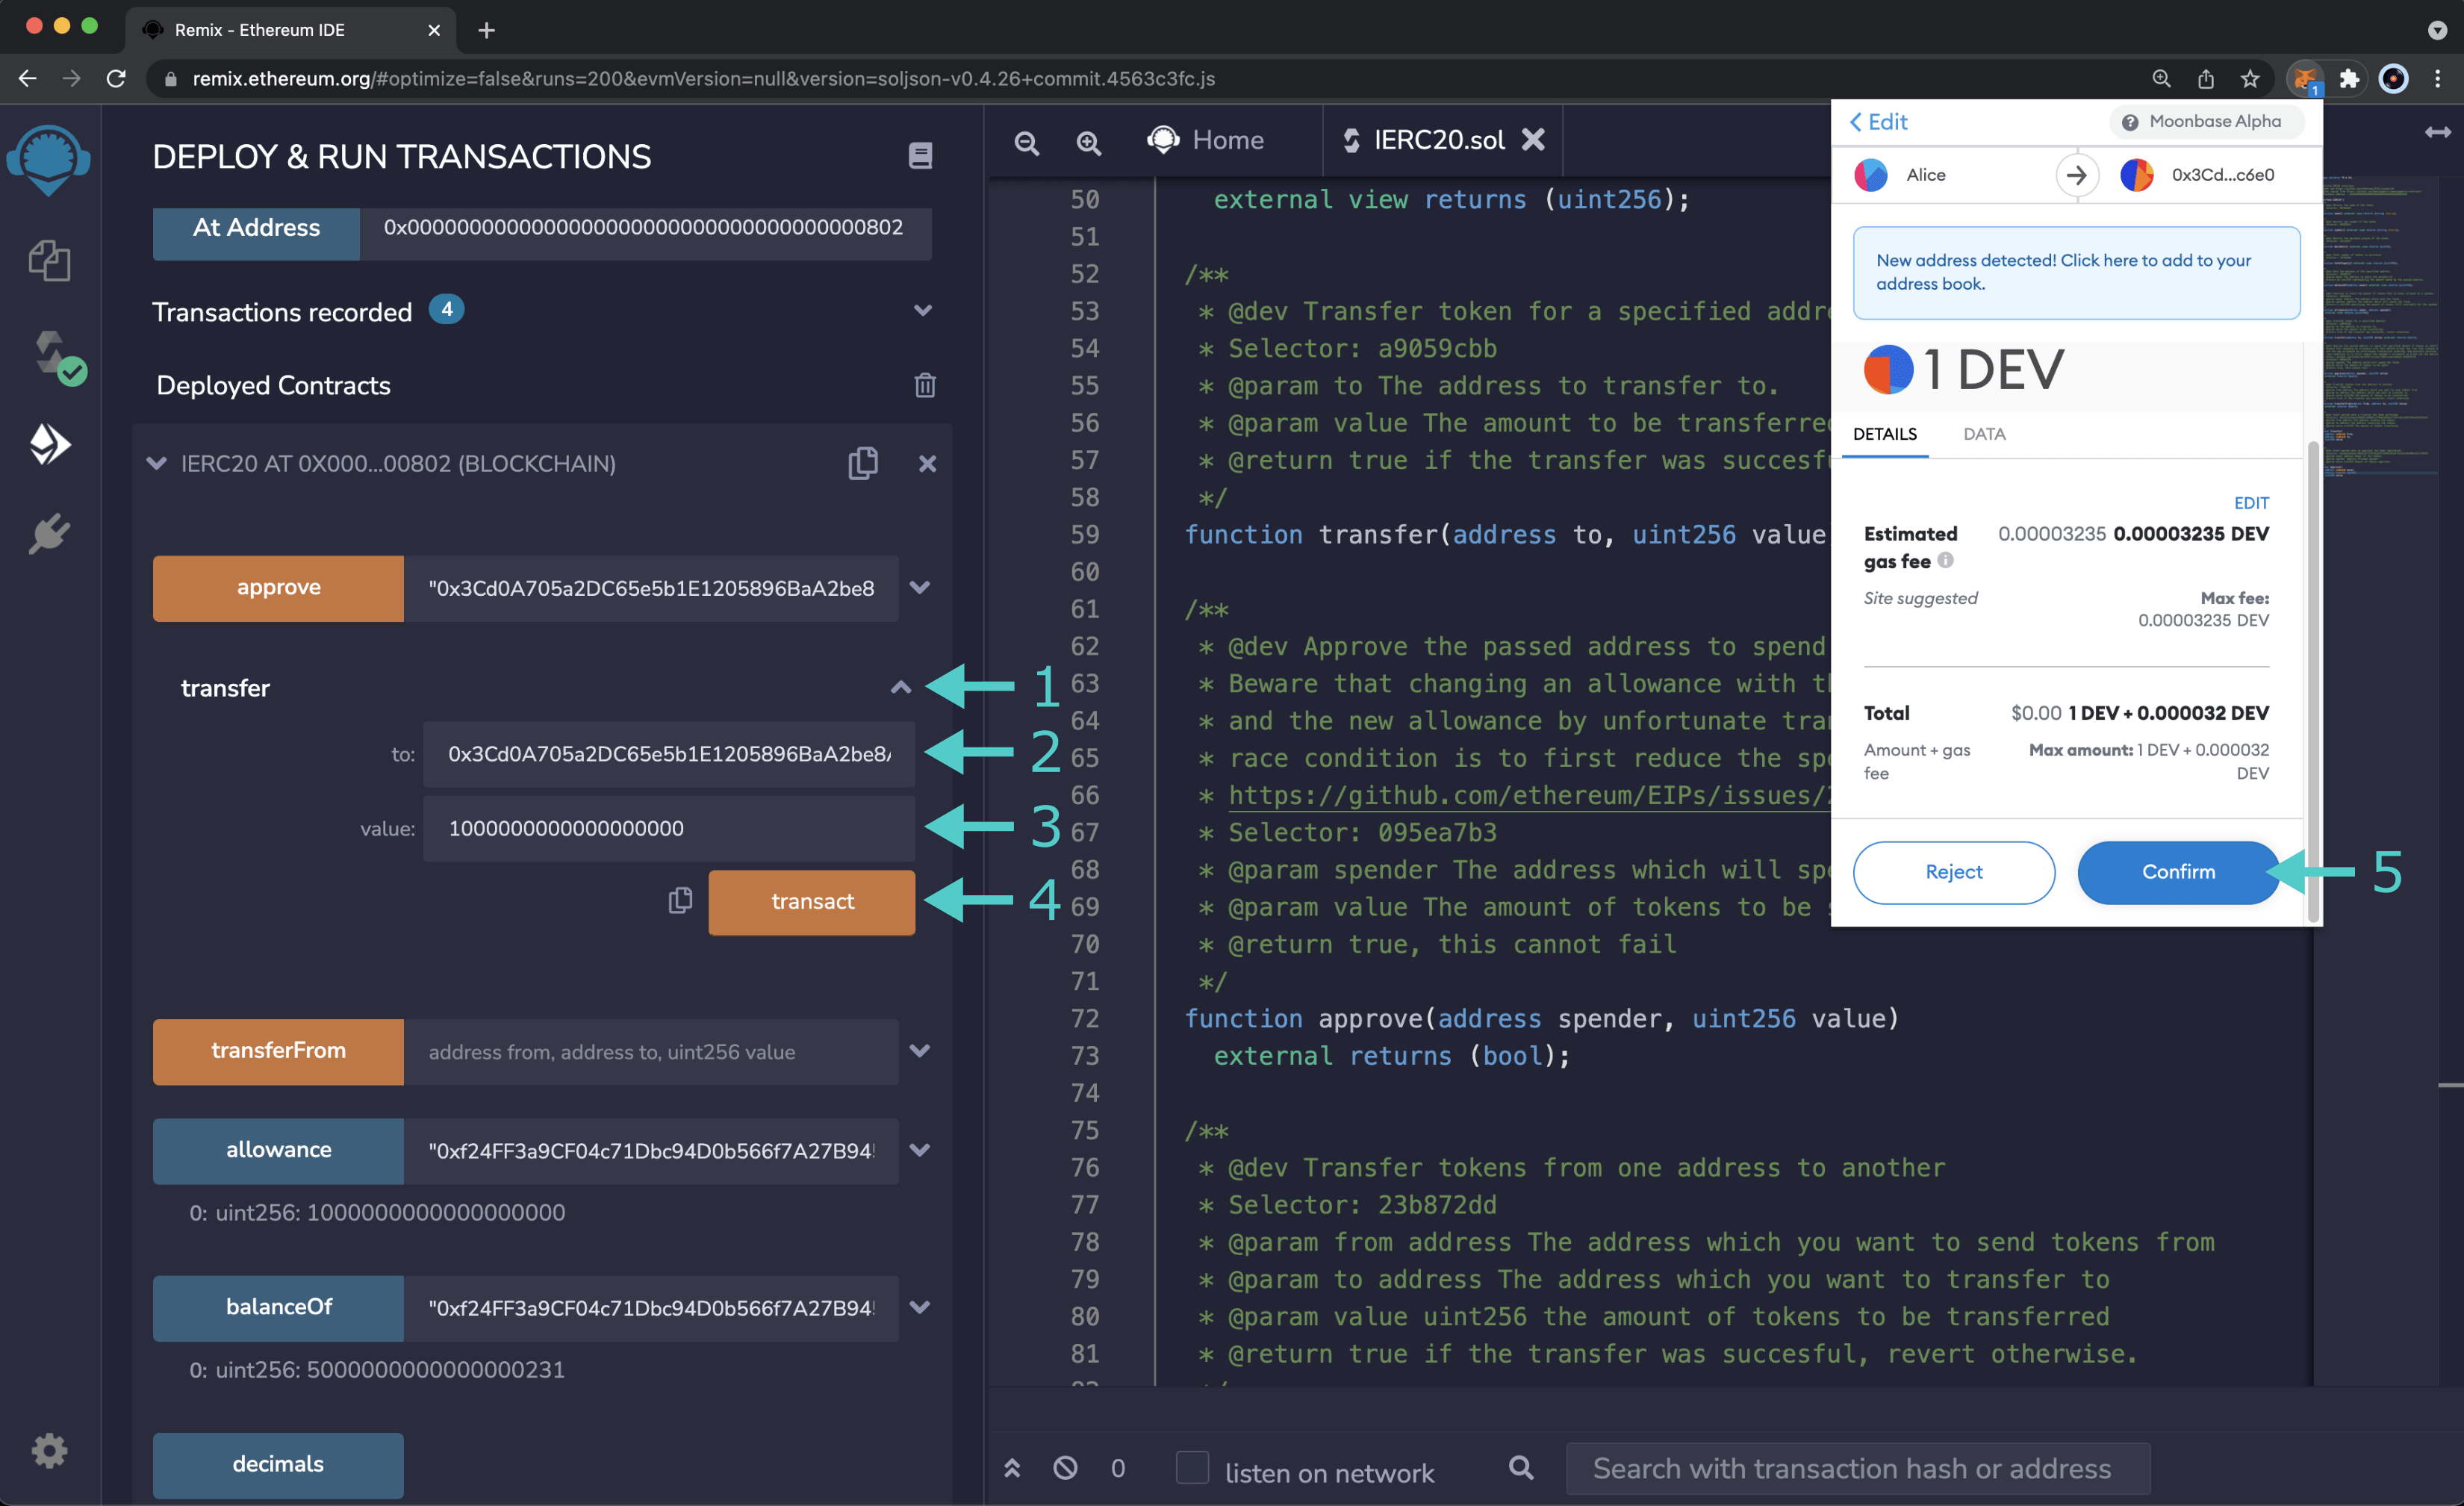 Remix - Ethereum IDE
remix.ethereum.org/#optimize=false&runs=200&evmVersion=null&version=soljson-v0.4.26+commit.4563c3fc.js
1
DEPLOY & RUN TRANSACTIONS
At Address
0x0000000000000000000000000000000000000802
Transactions recorded 4
Deployed Contracts
IERC20 AT 0X000...00802 (BLOCKCHAIN)
approve
"0x3Cd0A705a2DC65e5b1E1205896BaA2be8
transfer
1
to:
0x3Cd0A705a2DC65e5b1E1205896BaA2be8
2
value:
1000000000000000000
3
transact
4
transferFrom
address from, address to, uint256 value
allowance
"0xf24FF3a9CF04c71Dbc94D0b566f7A27B94
0: uint256: 1000000000000000000
balanceOf
"0xf24FF3a9CF04c71Dbc94D0b566f7A27B94
0: uint256: 5000000000000000231
decimals
Home
IERC20.sol
50 external view returns (uint256);
51
52 /**
53 * @dev Transfer token for a specified addr
54 * Selector: a9059cbb
55 * @param to The address to transfer to.
56 * @param value The amount to be transferre
57 * @return true if the transfer was succesf
58 */
59 function transfer(address to, uint256 value
60
61 /**
62 * @dev Approve the passed address to spend
63 * Beware that changing an allowance with t
64 * and the new allowance by unfortunate tra
65 * race condition is to first reduce the sp
66 * https://github.com/ethereum/EIPs/issues/
67 * Selector: 095ea7b3
68 * @param spender The address which will sp
69 * @param value The amount of tokens to be
70 * @return true, this cannot fail
71 */
72 function approve(address spender, uint256 value)
73 external returns (bool);
74
75 /**
76 * @dev Transfer tokens from one address to another
77 * Selector: 23b872dd
78 * @param from address The address which you want to send tokens from
79 * @param to address The address which you want to transfer to
80 * @param value uint256 the amount of tokens to be transferred
81 * @return true if the transfer was succesful, revert otherwise.
0
listen on network
Search with transaction hash or address
Edit
Moonbase Alpha
Alice
0x3Cd...c6e0
New address detected! Click here to add to your
address book.
1 DEV
DETAILS
DATA
EDIT
Estimated
gas fee
0.00003235 0.00003235 DEV
Site suggested
Max fee:
0.00003235 DEV
Total
$0.00 1 DEV + 0.000032 DEV
Amount + gas
fee
Max amount: 1 DEV + 0.000032
DEV
Reject
Confirm
5